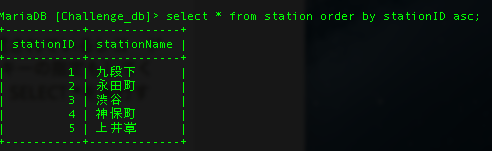 MariaDB [Challenge_db]> select * from station order by stationID asc;
+-----------+-------------+
| stationID | stationName |
+-----------+-------------+
|         1 | 九段下      |
|         2 | 永田町      |
|         3 | 渋谷        |
|         4 | 神保町      |
|         5 | 上井草      |
+-----------+-------------+